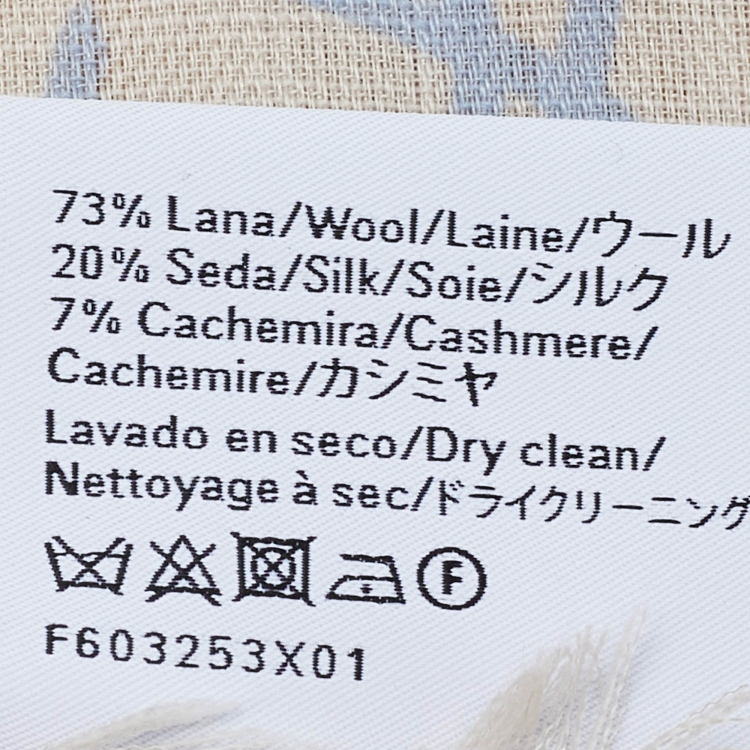 73% Lana/Wool/Laine/ウール
20% Seda/Silk/Soie/シルク
7% Cachemira/Cashmere/
Cachemire/カシミヤ
Lavado en seco/Dry clean/
Nettoyage à sec/ドライクリーニング
F
F603253X01